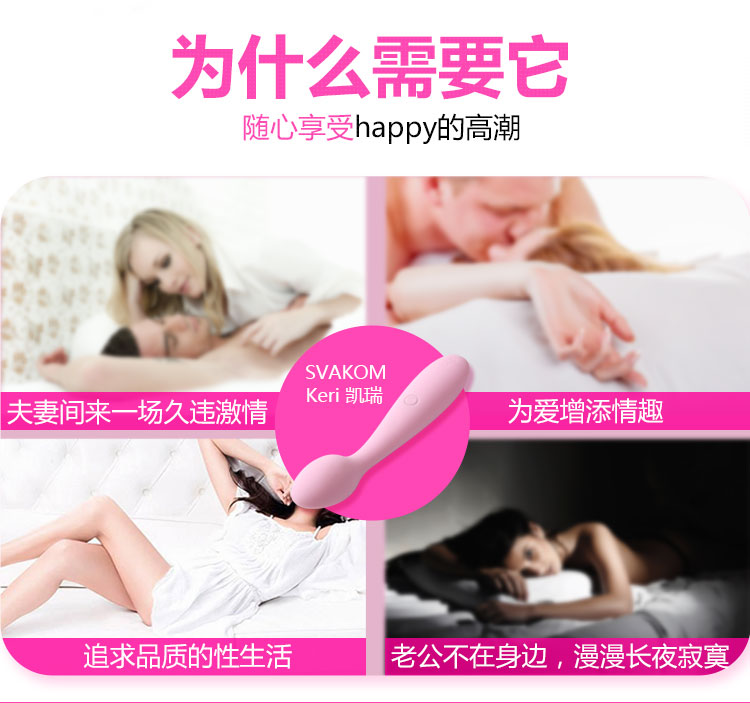 为什么需要它
随心享受happy的高潮
SVAKOM
Keri 凯瑞
夫妻间来一场久违激情
为爱增添情趣
追求品质的性生活
老公不在身边，漫漫长夜寂寞